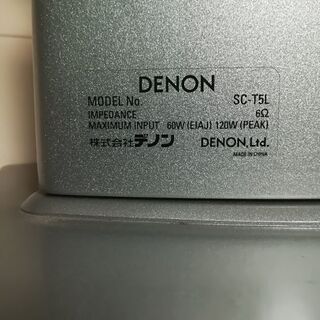 DENON
MODEL No. SC-T5L
IMPEDANCE 6Ω
MAXIMUM INPUT 60W (EIAJ) 120W (PEAK)
株式会社デノン DENON, Ltd.
MADE IN CHINA